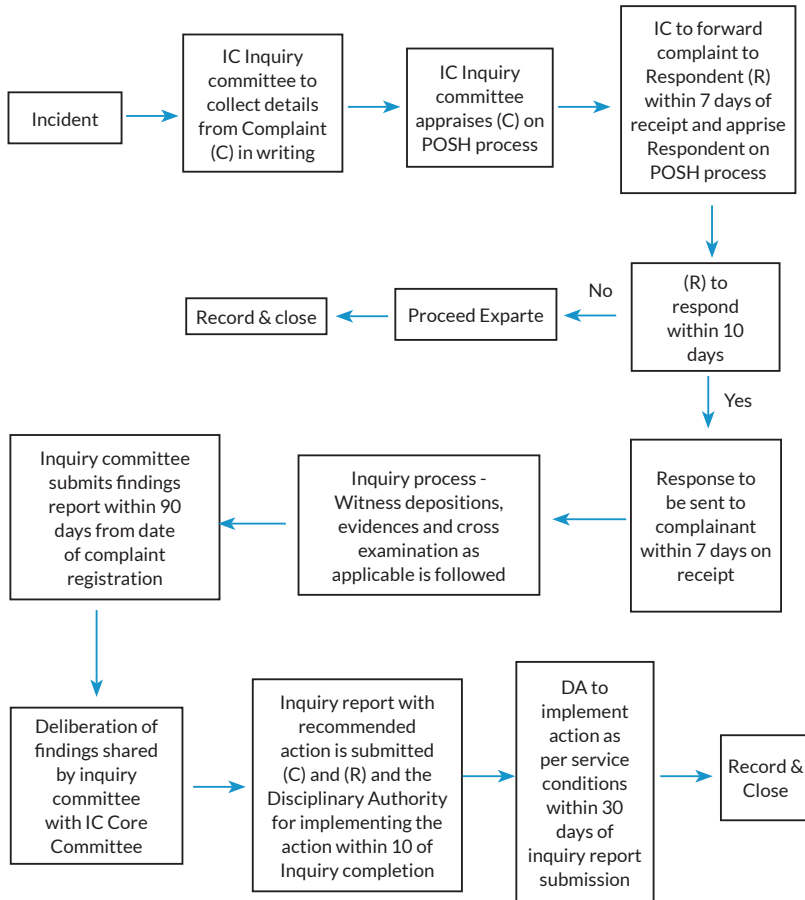 Incident
IC Inquiry
committee to
collect details
from Complaint
(C) in writing
IC Inquiry
committee
appraises (C) on
POSH process
IC to forward
complaint to
Respondent (R)
within 7 days of
receipt and apprise
Respondent on
POSH process
(R) to
respond
within 10
days
No
Proceed Exparte
Record & close
Yes
Response to
be sent to
complainant
within 7 days on
receipt
Inquiry process -
Witness depositions,
evidences and cross
examination as
applicable is followed
Inquiry committee
submits findings
report within 90
days from date
of complaint
registration
Deliberation of
findings shared
by inquiry
committee
with IC Core
Committee
Inquiry report with
recommended
action is submitted
(C) and (R) and the
Disciplinary Authority
for implementing the
action within 10 of
Inquiry completion
DA to
implement
action as
per service
conditions
within 30
days of
inquiry report
submission
Record &
Close